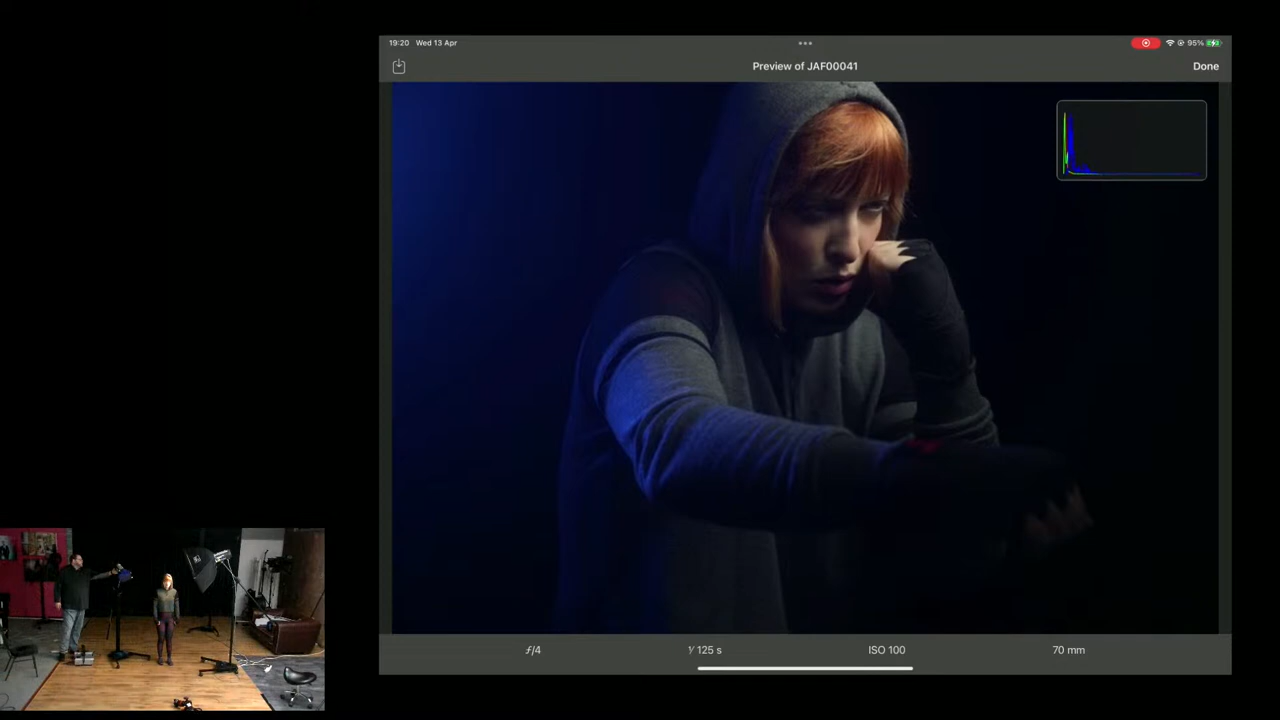 19:20 Wed 13 Apr
95%
Preview of JAF00041
Done
ƒ/4
1/ 125 s
ISO 100
70 mm